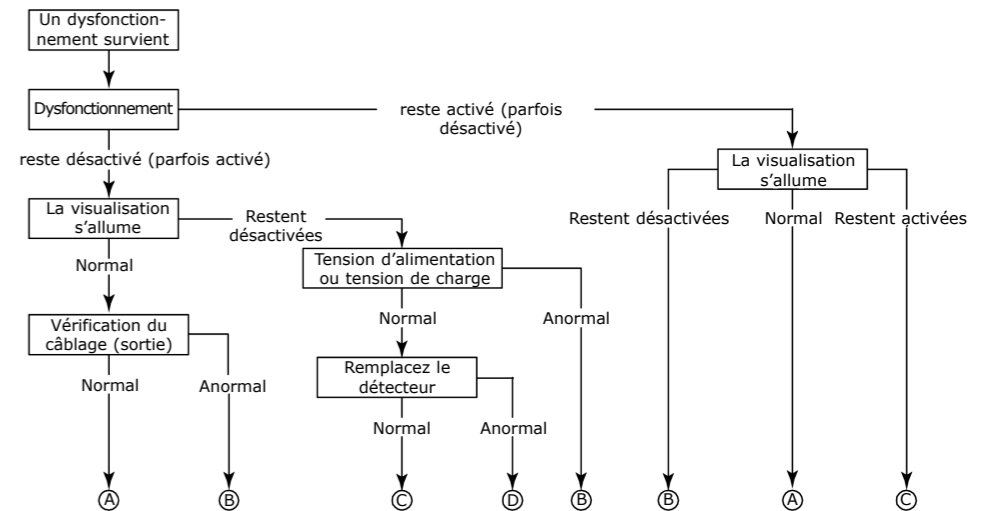 Un dysfonction-
nement survient
Dysfonctionnement
reste activé (parfois
désactivé)
reste désactivé (parfois activé)
La visualisation
s’allume
La visualisation
s’allume
Restent
désactivées
Restent désactivées
Normal
Restent activées
Normal
Tension d’alimentation
ou tension de charge
Vérification du
câblage (sortie)
Normal
Anormal
Remplacez le
détecteur
Normal
Anormal
Normal
Anormal
A
B
C
D
B
B
A
C